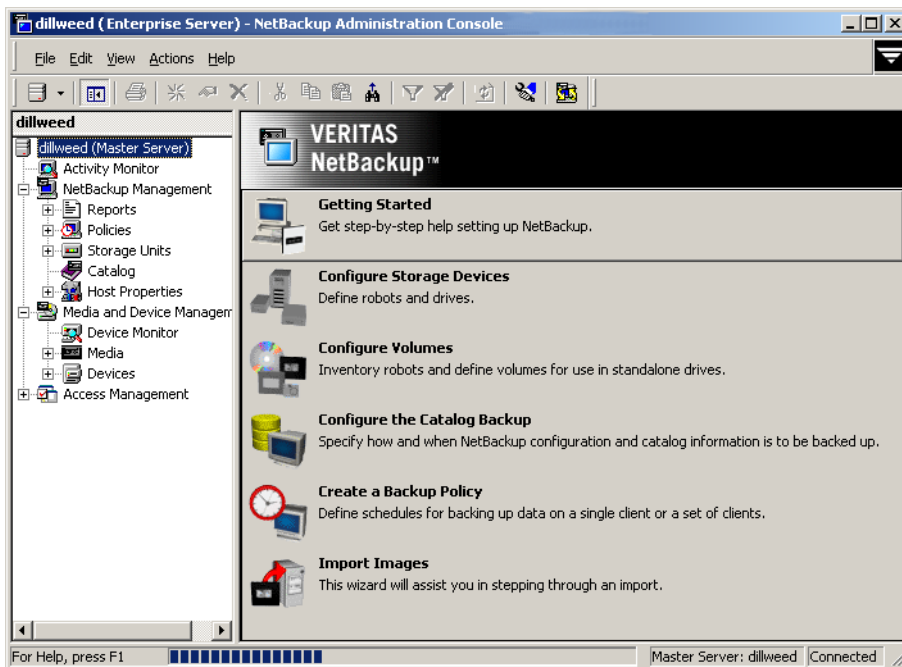 dillweed (Enterprise Server) - NetBackup Administration Console
File Edit View Actions Help
dillweed
dillweed (Master Server)
Activity Monitor
NetBackup Management
Reports
Policies
Storage Units
Catalog
Host Properties
Media and Device Managem
Device Monitor
Media
Devices
Access Management
VERITAS
NetBackup™
Getting Started
Get step-by-step help setting up NetBackup.
Configure Storage Devices
Define robots and drives.
Configure Volumes
Inventory robots and define volumes for use in standalone drives.
Configure the Catalog Backup
Specify how and when NetBackup configuration and catalog information is to be backed up.
Create a Backup Policy
Define schedules for backing up data on a single client or a set of clients.
Import Images
This wizard will assist you in stepping through an import.
For Help, press F1
Master Server: dillweed
Connected